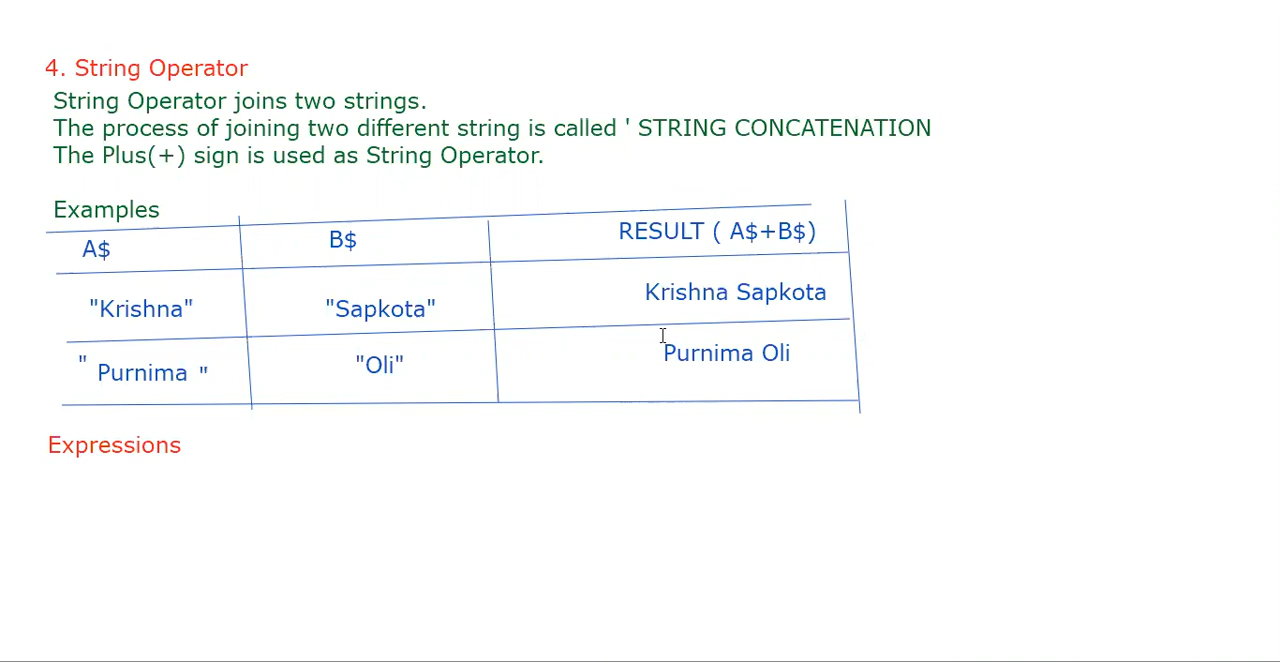 4. String Operator
String Operator joins two strings.
The process of joining two different string is called ' STRING CONCATENATION
The Plus(+) sign is used as String Operator.
Examples
A$ B$ RESULT ( A$+B$)
"Krishna" "Sapkota" Krishna Sapkota
" Purnima " "Oli" Purnima Oli
Expressions